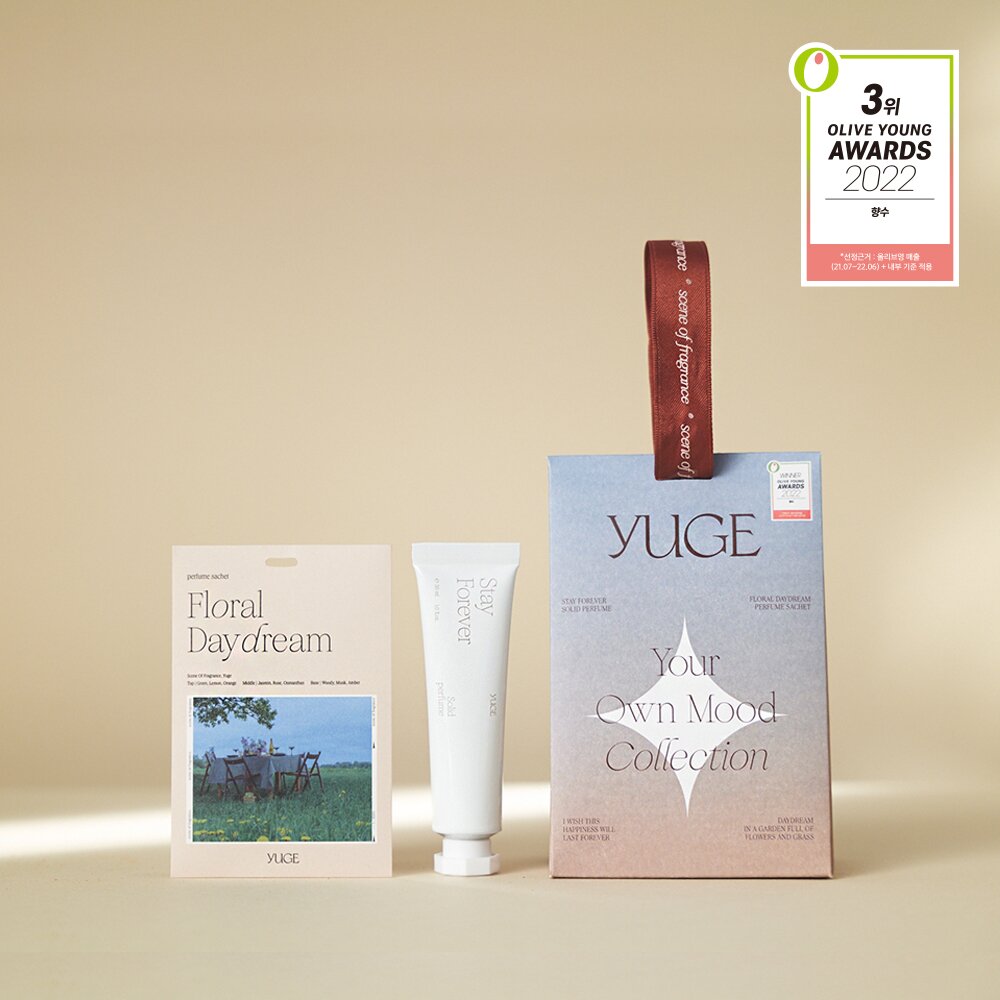 3위
OLIVE YOUNG
AWARDS
2022
향수
*선정근거 : 올리브영 매출
(21.07~22.06) + 내부 기준 적용
scene of fragrance
scene of
perfume sachet
Floral
Daydream
Scene Of Fragrance, Yuge
Top | Green, Lemon, Orange Middle | Jasmin, Rose, Osmanthus Base | Woody, Musk, Amber
YUGE
Stay
Forever
Solid
perfume
YUGE
WINNER
OLIVE YOUNG
AWARDS
2022
YUGE
STAY FOREVER
SOLID PERFUME
FLORAL DAYDREAM
PERFUME SACHET
Your
Own Mood
Collection
I WISH THIS
HAPPINESS WILL
LAST FOREVER
DAYDREAM
IN A GARDEN FULL OF
FLOWERS AND GRASS